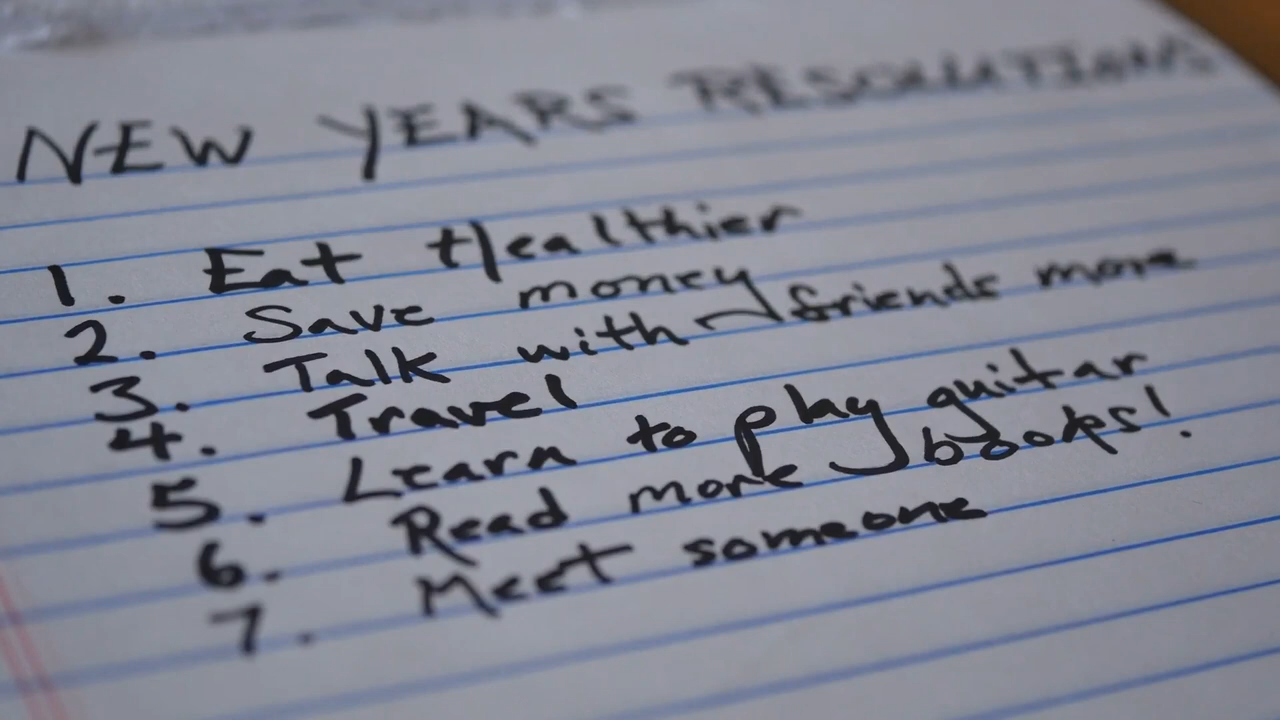 NEW YEARS RESOLUTIONS
1. Eat Healthier
2. Save money
3. Talk with friends more
4. Travel
5. Learn to play guitar
6. Read more books!
7. Meet someone